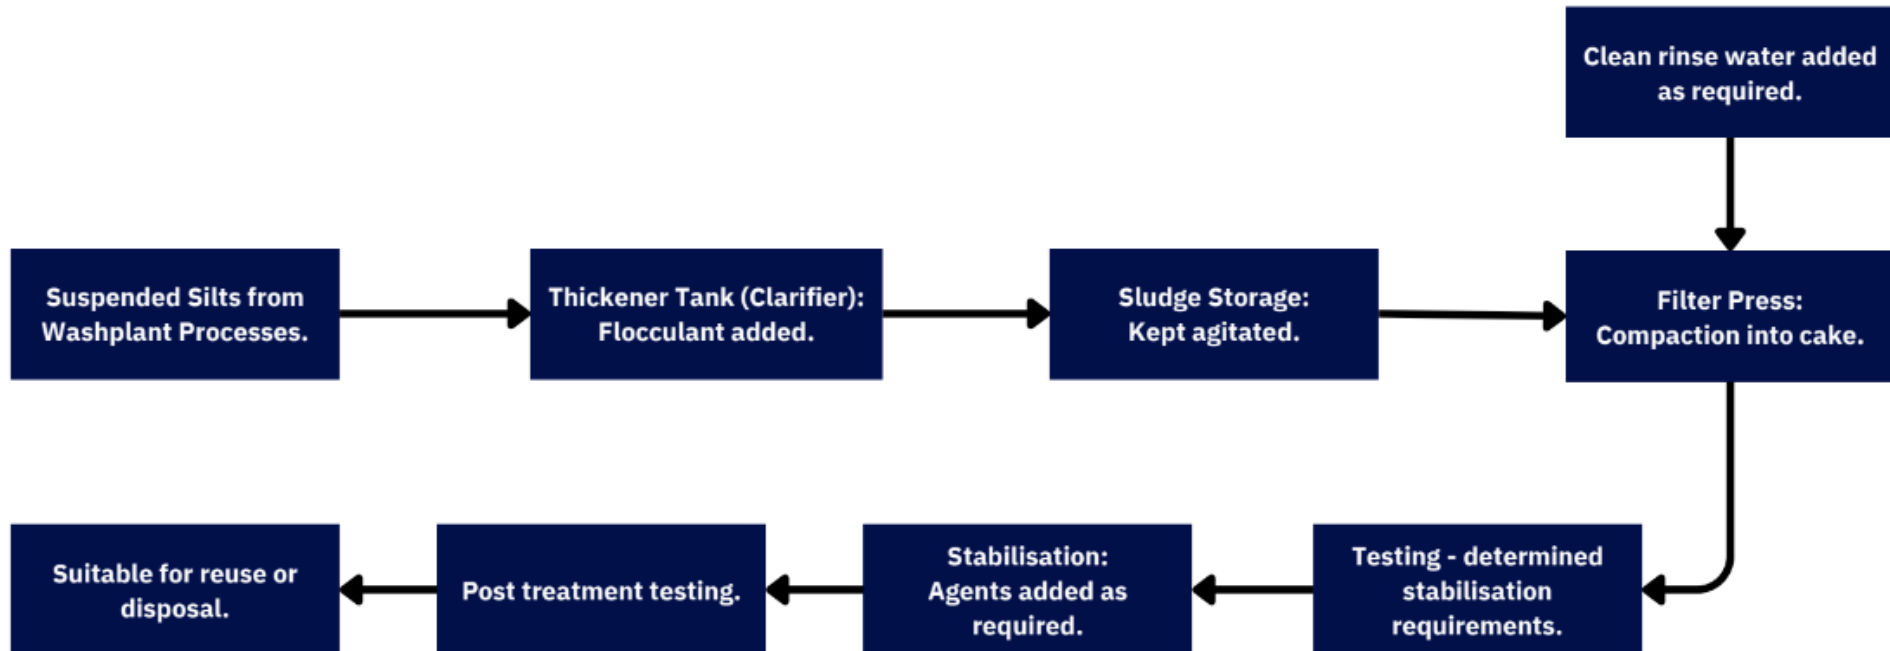 Clean rinse water added
as required.
Suspended Silts from
Washplant Processes.
Thickener Tank (Clarifier):
Flocculant added.
Sludge Storage:
Kept agitated.
Filter Press:
Compaction into cake.
Testing - determined
stabilisation
requirements.
Stabilisation:
Agents added as
required.
Post treatment testing.
Suitable for reuse or
disposal.